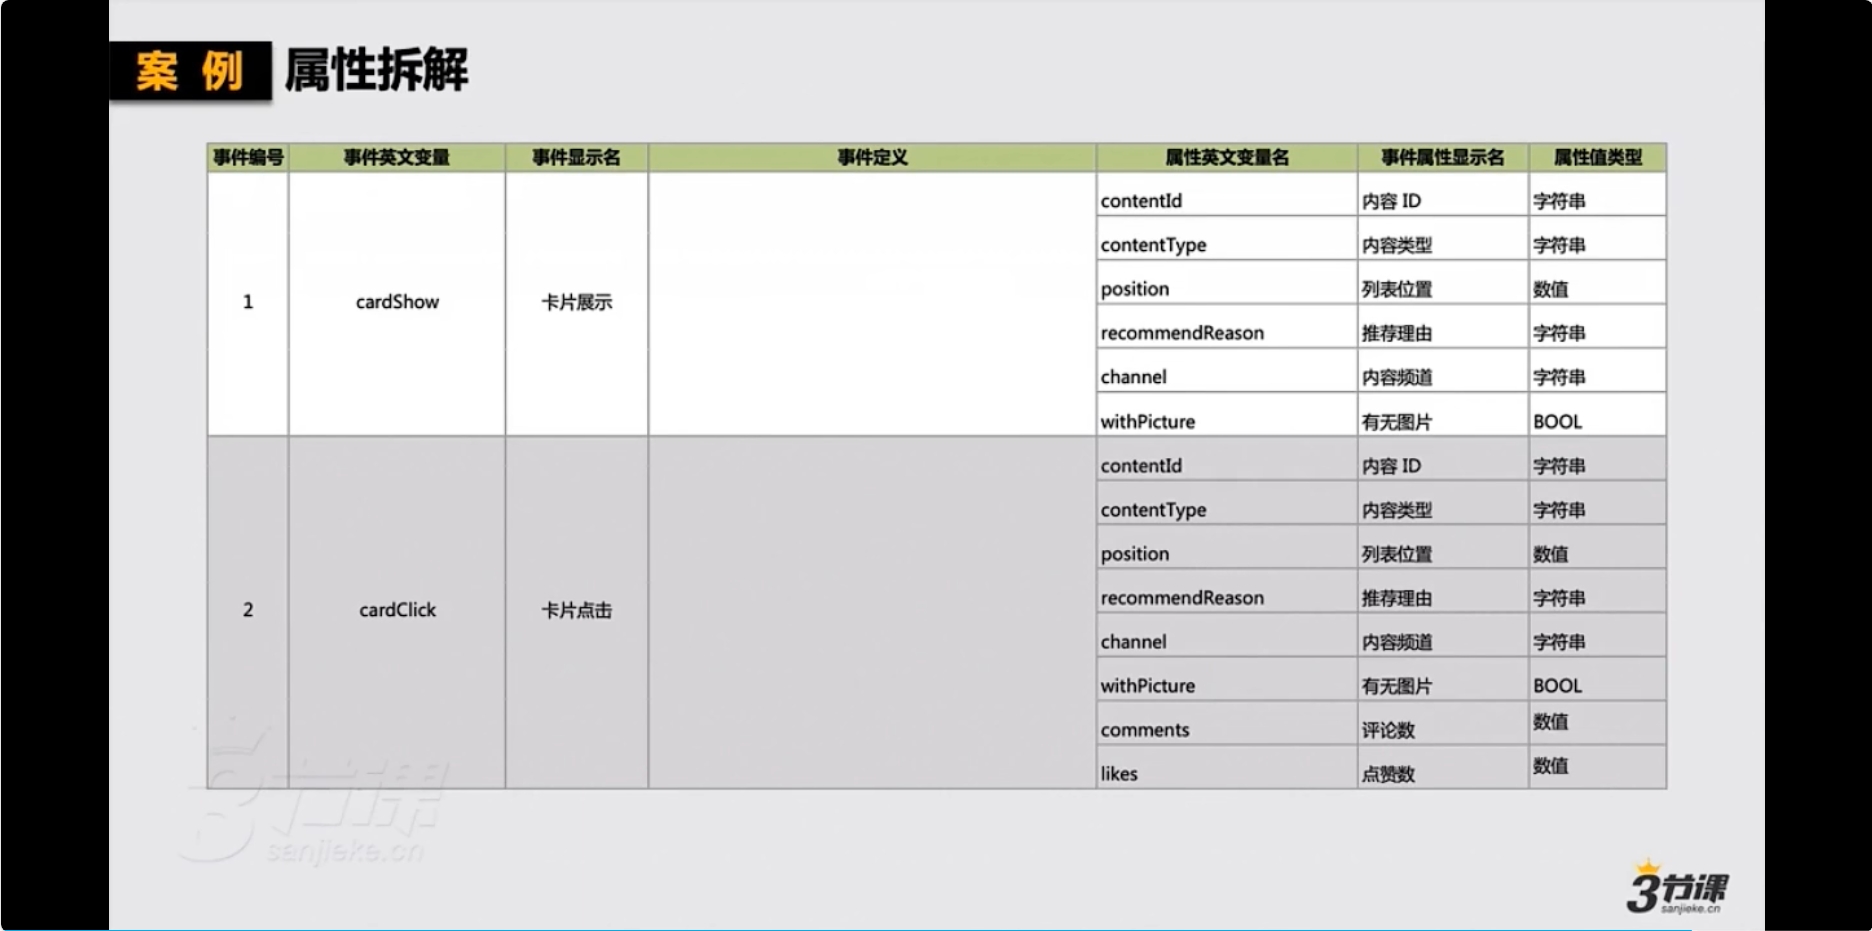 案 例 属性拆解
事件编号 事件英文变量 事件显示名 事件定义 属性英文变量名 事件属性显示名 属性值类型
1 cardShow 卡片展示
contentId 内容 ID 字符串
contentType 内容类型 字符串
position 列表位置 数值
recommendReason 推荐理由 字符串
channel 内容频道 字符串
withPicture 有无图片 BOOL
2 cardClick 卡片点击
contentId 内容 ID 字符串
contentType 内容类型 字符串
position 列表位置 数值
recommendReason 推荐理由 字符串
channel 内容频道 字符串
withPicture 有无图片 BOOL
comments 评论数 数值
likes 点赞数 数值
3节课
sanjieke.cn
3节课
sanjieke.cn